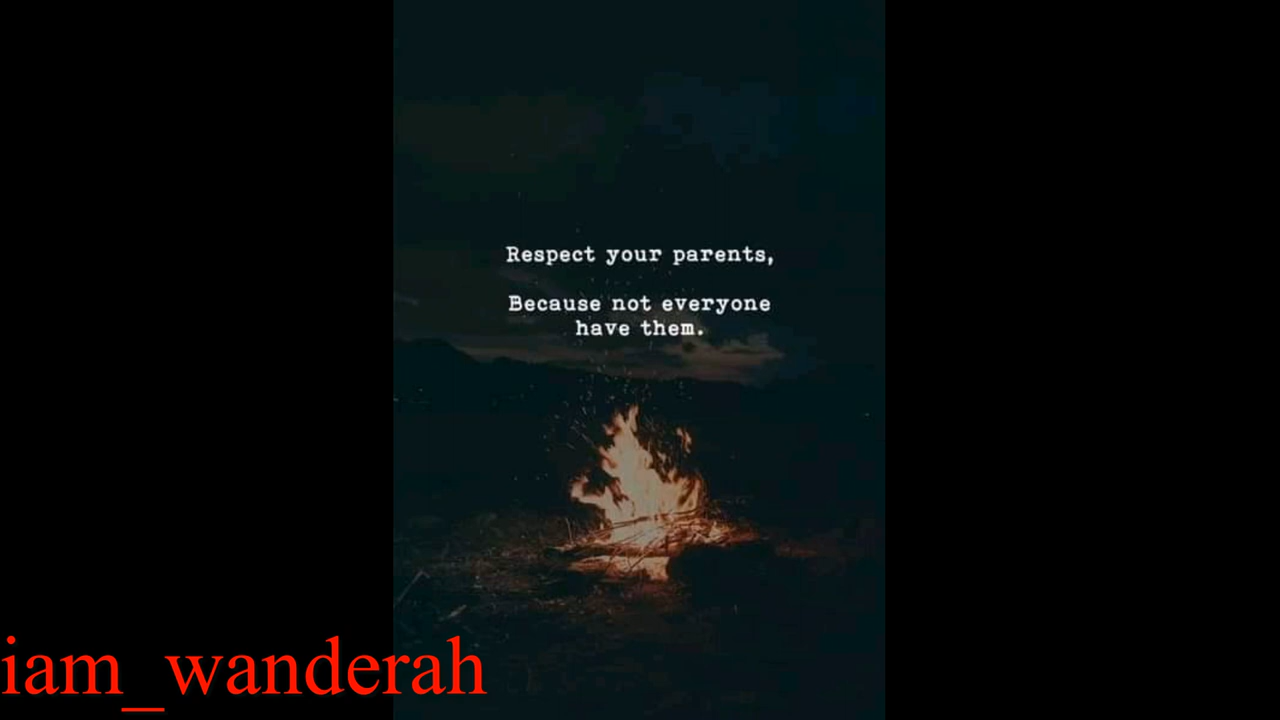 Respect your parents,
Because not everyone
have them.
iam_wanderah